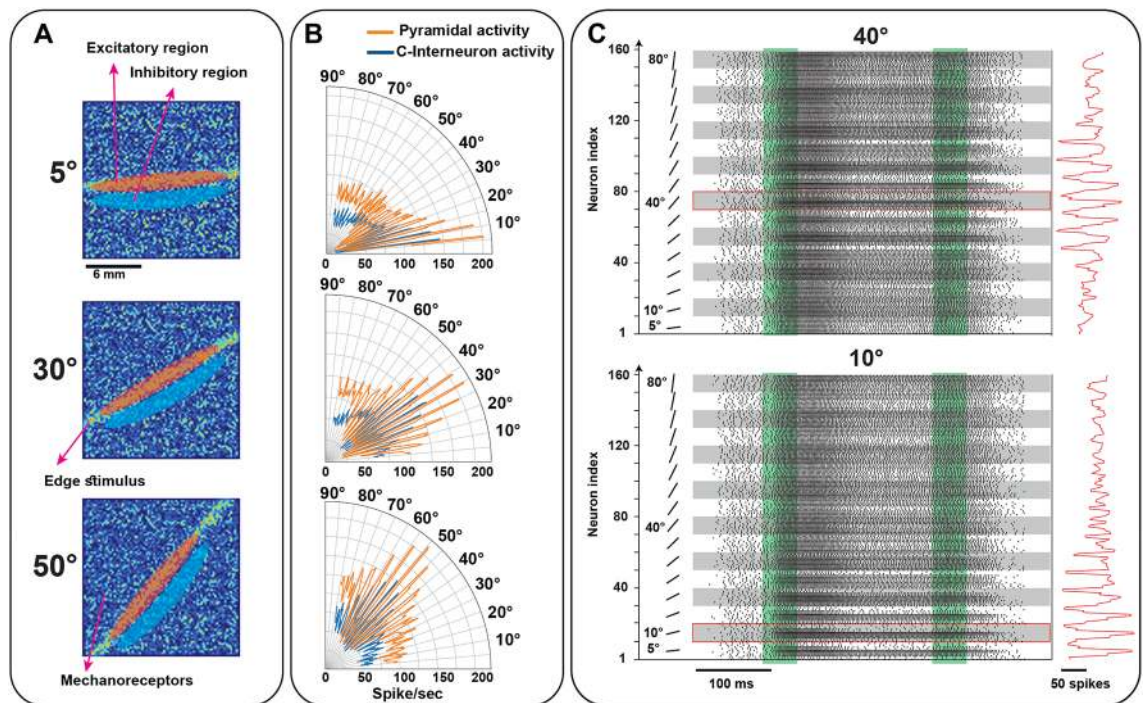 A
Excitatory region
Inhibitory region
5°
6 mm
30°
Edge stimulus
50°
Mechanoreceptors
B
Pyramidal activity
C-Interneuron activity
90°
80°
70°
60°
50°
40°
30°
20°
10°
0 50 100 150 200
90°
80°
70°
60°
50°
40°
30°
20°
10°
0 50 100 150 200
90°
80°
70°
60°
50°
40°
30°
20°
10°
0 50 100 150 200
Spike/sec
C
40°
Neuron index
160
120
80
40
1
80°
40°
10°
5°
10°
Neuron index
160
120
80
40
1
80°
40°
10°
5°
100 ms
50 spikes